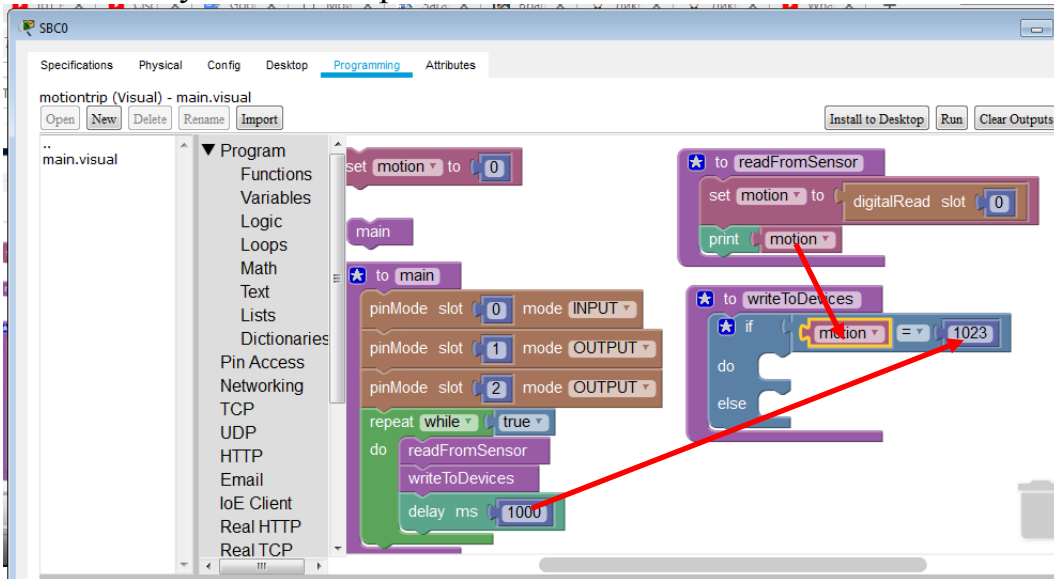 SBC0
Specifications Physical Config Desktop Programming Attributes
motiontrip (Visual) - main.visual
Open New Delete Rename Import Install to Desktop Run Clear Outputs
..
main.visual
Program
Functions
Variables
Logic
Loops
Math
Text
Lists
Dictionaries
Pin Access
Networking
TCP
UDP
HTTP
Email
IoE Client
Real HTTP
Real TCP
set motion to 0
main
to main
pinMode slot 0 mode INPUT
pinMode slot 1 mode OUTPUT
pinMode slot 2 mode OUTPUT
repeat while true
do readFromSensor
writeToDevices
delay ms 1000
to readFromSensor
set motion to digitalRead slot 0
print motion
to writeToDevices
if motion = 1023
do
else